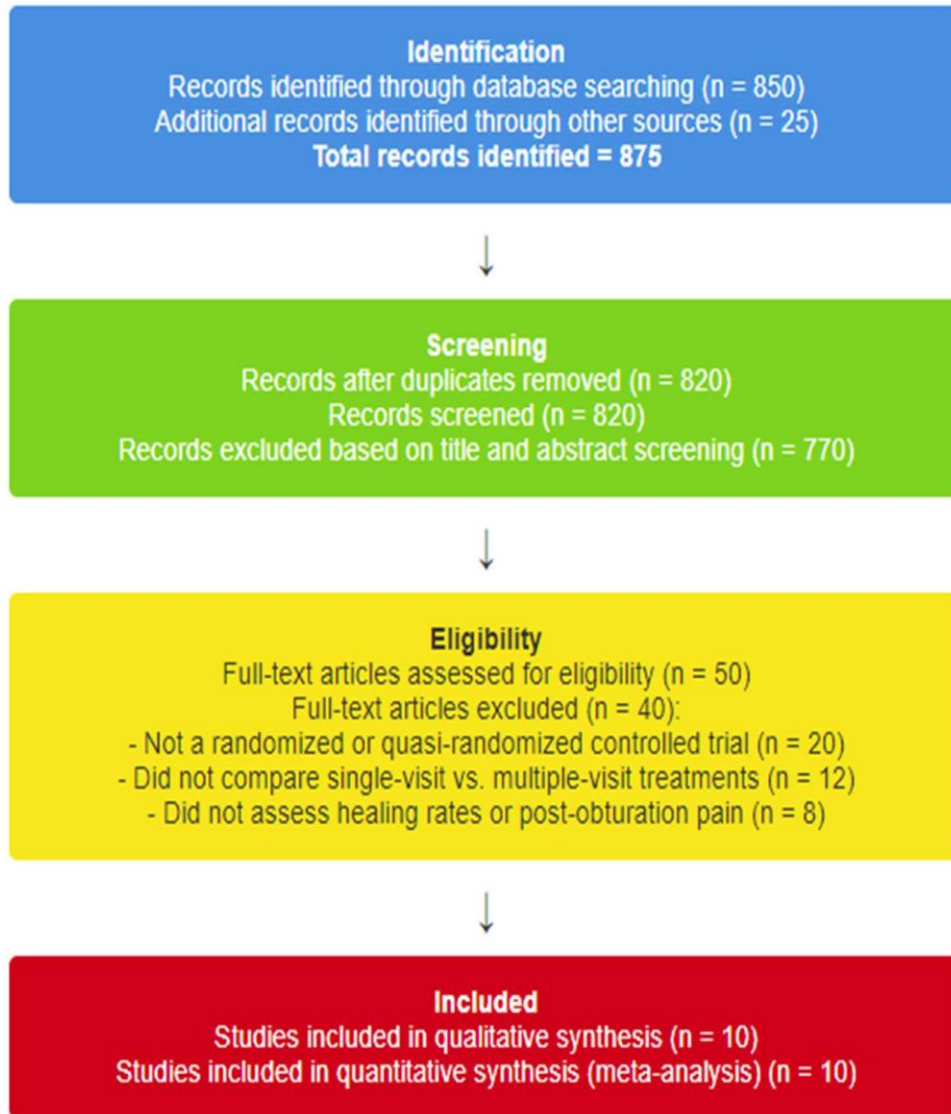 Identification
Records identified through database searching (n = 850)
Additional records identified through other sources (n = 25)
Total records identified = 875
↓
Screening
Records after duplicates removed (n = 820)
Records screened (n = 820)
Records excluded based on title and abstract screening (n = 770)
↓
Eligibility
Full-text articles assessed for eligibility (n = 50)
Full-text articles excluded (n = 40):
- Not a randomized or quasi-randomized controlled trial (n = 20)
- Did not compare single-visit vs. multiple-visit treatments (n = 12)
- Did not assess healing rates or post-obturation pain (n = 8)
↓
Included
Studies included in qualitative synthesis (n = 10)
Studies included in quantitative synthesis (meta-analysis) (n = 10)